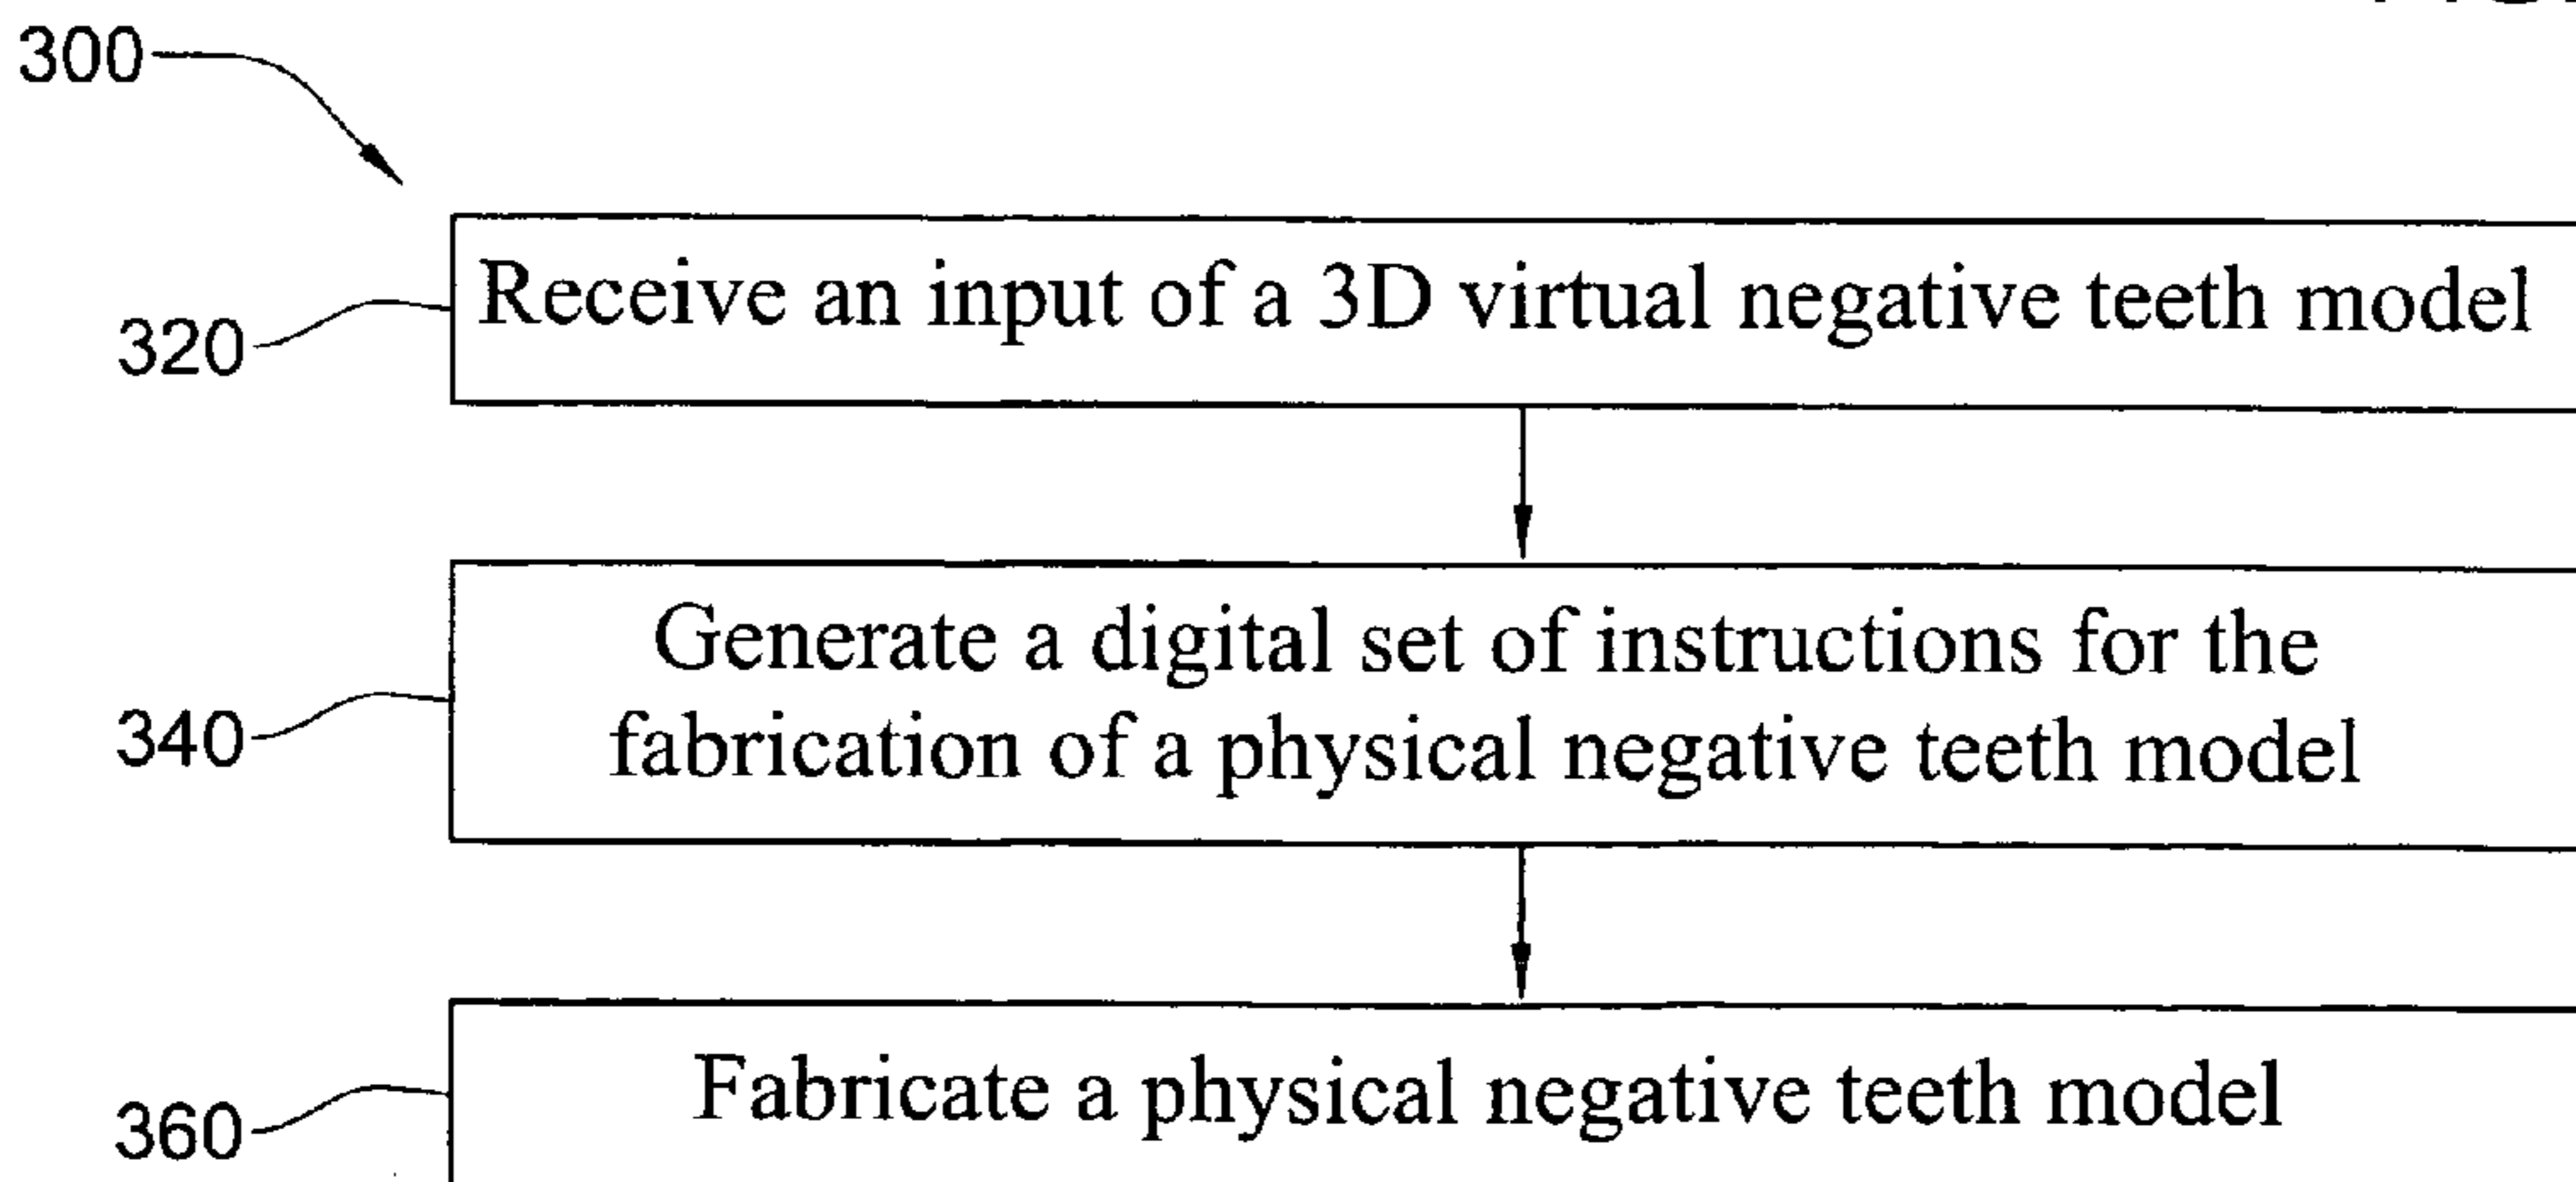 300
Receive an input of a 3D virtual negative teeth model
320
Generate a digital set of instructions for the
fabrication of a physical negative teeth model
340
Fabricate a physical negative teeth model
360